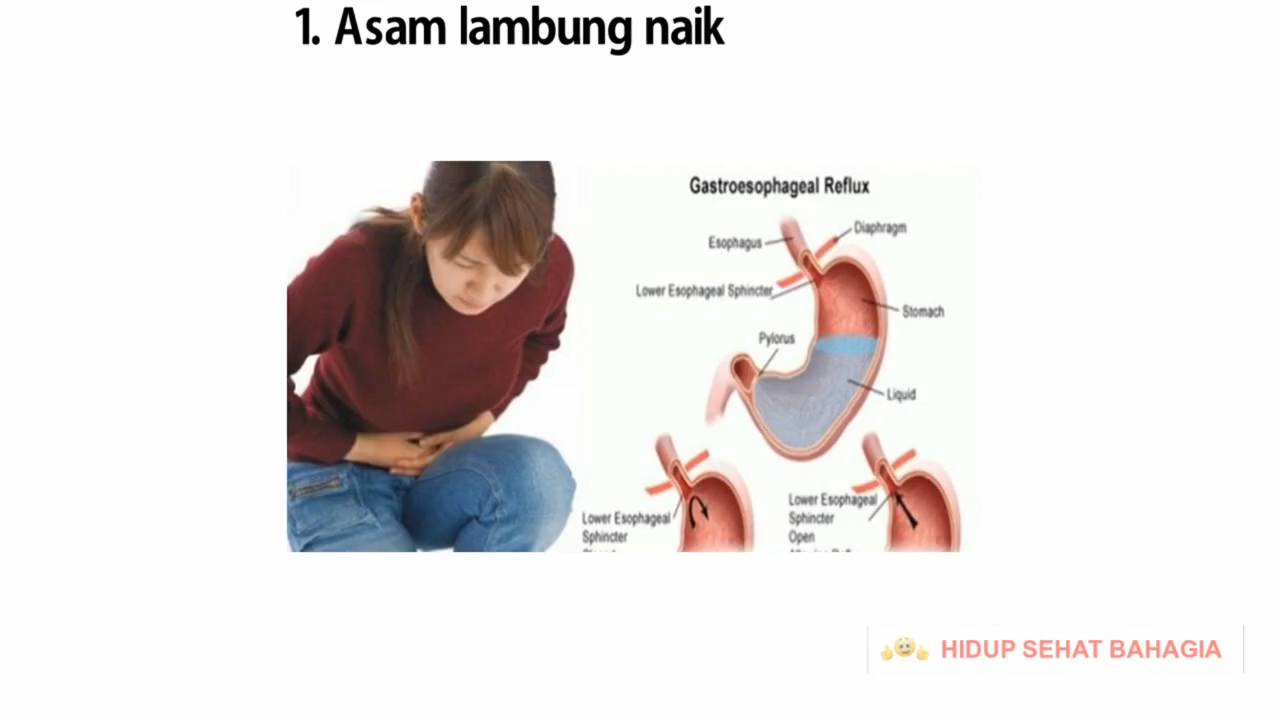 1. Asam lambung naik
Gastroesophageal Reflux
Diaphragm
Esophagus
Lower Esophageal Sphincter
Stomach
Pylorus
Liquid
Lower Esophageal
Sphincter
Lower Esophageal
Sphincter
Open
HIDUP SEHAT BAHAGIA